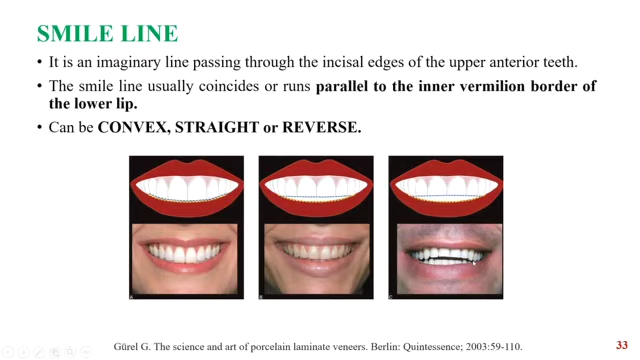 SMILE LINE
• It is an imaginary line passing through the incisal edges of the upper anterior teeth.
• The smile line usually coincides or runs parallel to the inner vermilion border of
the lower lip.
• Can be CONVEX, STRAIGHT or REVERSE.
Gürel G. The science and art of porcelain laminate veneers. Berlin: Quintessence; 2003:59-110.
33